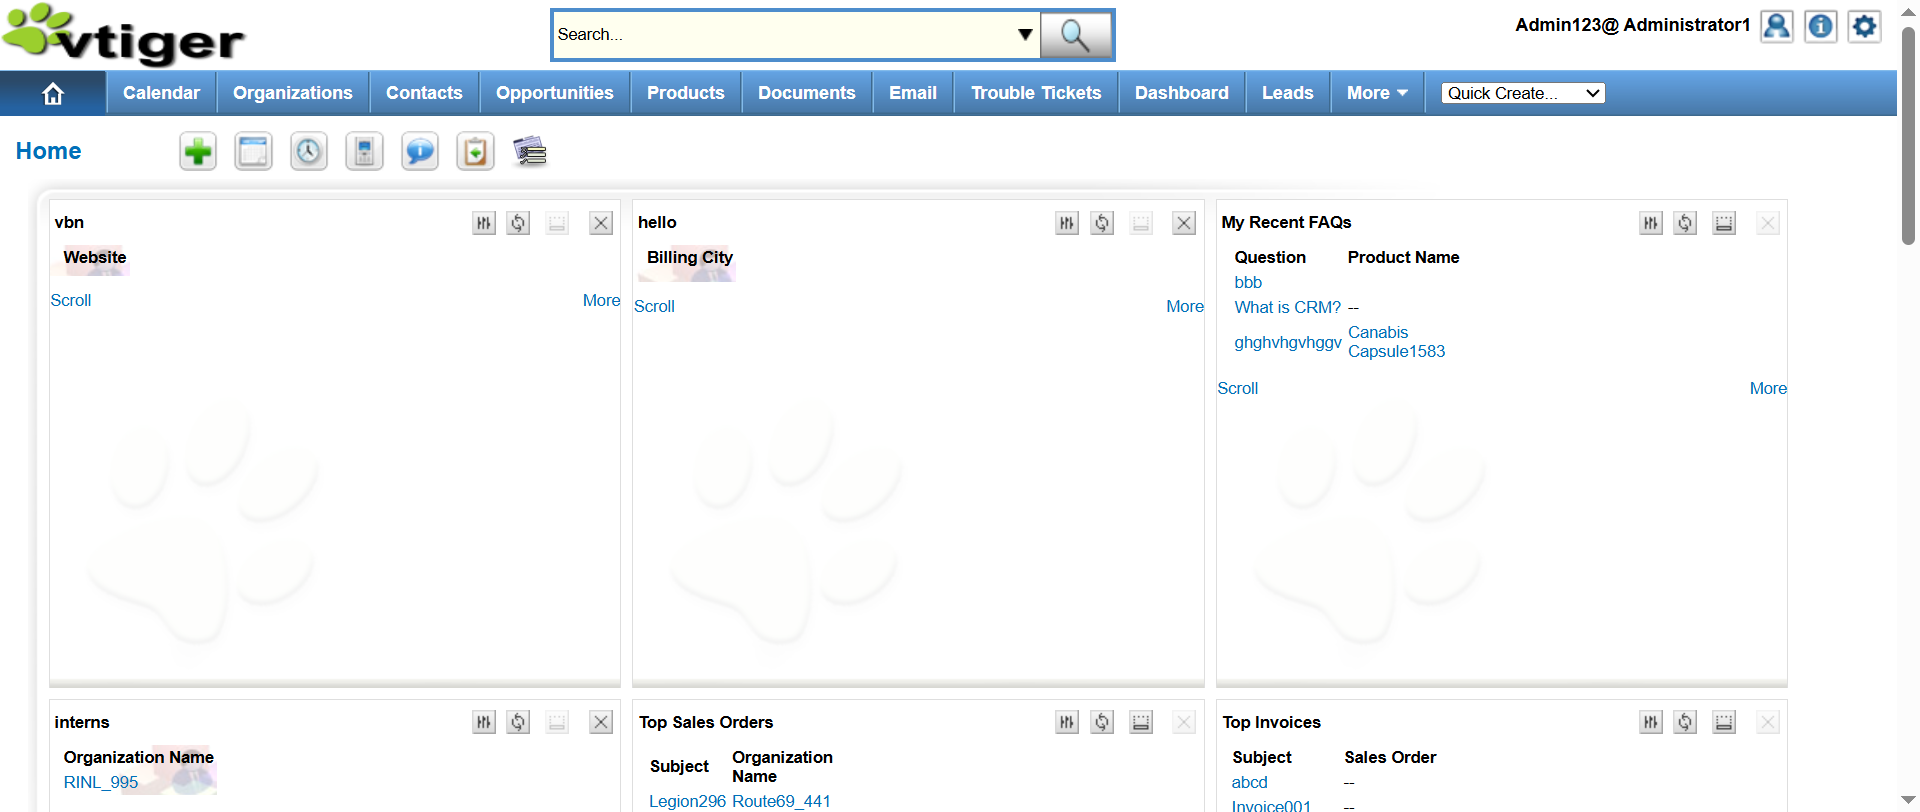 vtiger
Search...
Admin123@ Administrator1
Calendar Organizations Contacts Opportunities Products Documents Email Trouble Tickets Dashboard Leads More Quick Create...
Home
vbn
Website
Scroll More
hello
Billing City
Scroll More
My Recent FAQs
Question Product Name
bbb
What is CRM? --
ghghvhgvhggv Canabis
Capsule1583
Scroll More
interns
Organization Name
RINL_995
Top Sales Orders
Subject Organization
Name
Legion296 Route69_441
Top Invoices
Subject Sales Order
abcd --
Invoice001 --